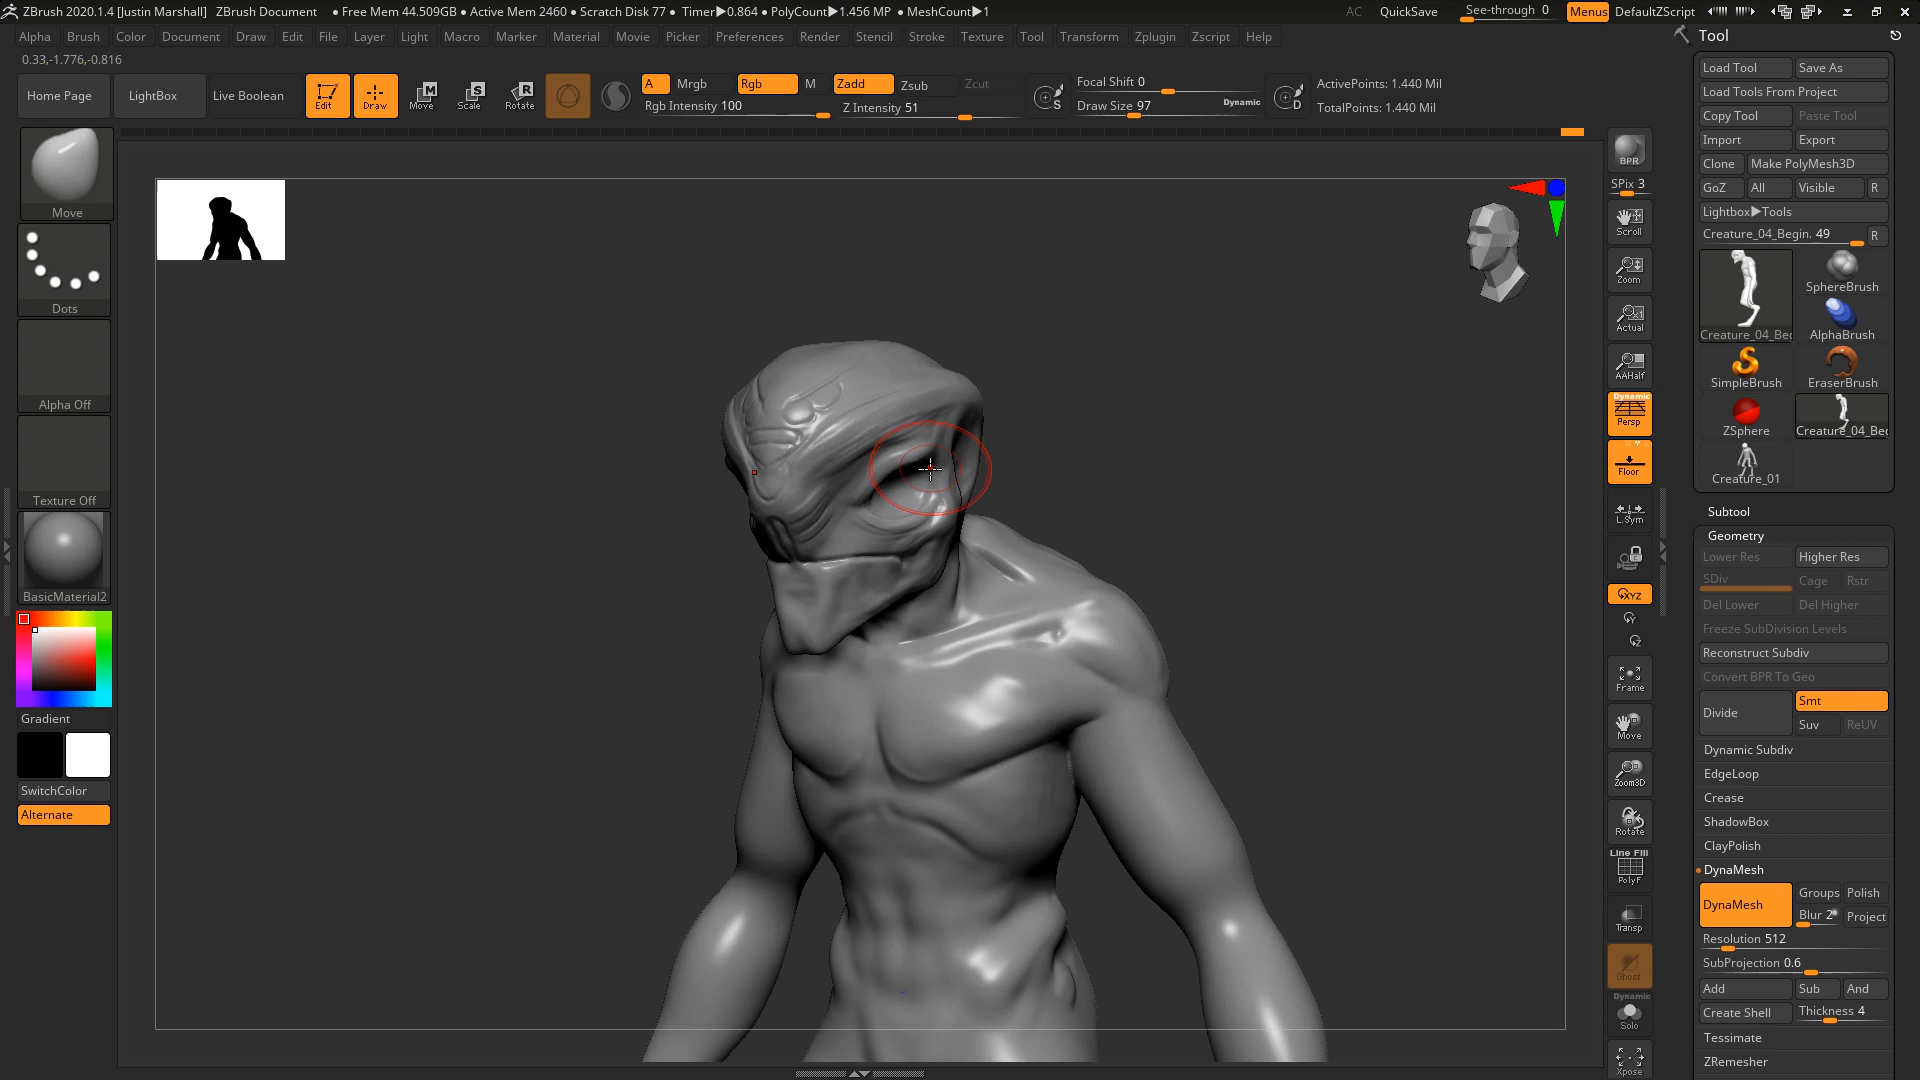 ZBrush 2020.1.4 [Justin Marshall] ZBrush Document • Free Mem 44.509GB • Active Mem 2460 • Scratch Disk 77 • Timer▶0.864 • PolyCount▶1.456 MP • MeshCount▶1 AC QuickSave See-through 0 Menus DefaultZScript
Alpha Brush Color Document Draw Edit File Layer Light Macro Marker Material Movie Picker Preferences Render Stencil Stroke Texture Tool Transform Zplugin Zscript Help
0.33,-1.776,-0.816
Home Page LightBox Live Boolean Edit Draw Move Scale Rotate
A Mrgb Rgb M Zadd Zsub Zcut
Rgb Intensity 100 Z Intensity 51
S Focal Shift 0
Draw Size 97 Dynamic
D ActivePoints: 1.440 Mil
TotalPoints: 1.440 Mil
Move
Dots
Alpha Off
Texture Off
BasicMaterial2
Gradient
SwitchColor
Alternate
BPR
SPix 3
Scroll
Zoom
Actual
AAHalf
Dynamic
Persp
Floor
L.Sym
XYZ
Y
Z
Frame
Move
Zoom3D
Rotate
Line Fill
PolyF
Transp
Ghost
Dynamic
Solo
Xpose
Tool
Load Tool Save As
Load Tools From Project
Copy Tool Paste Tool
Import Export
Clone Make PolyMesh3D
GoZ All Visible R
Lightbox▶Tools
Creature_04_Begin. 49 R
SphereBrush
Creature_04_Bec AlphaBrush
SimpleBrush EraserBrush
ZSphere Creature_04_Bec
Creature_01
Subtool
Geometry
Lower Res Higher Res
SDiv Cage Rstr
Del Lower Del Higher
Freeze SubDivision Levels
Reconstruct Subdiv
Convert BPR To Geo
Divide Smt
Suv ReUV
Dynamic Subdiv
EdgeLoop
Crease
ShadowBox
ClayPolish
DynaMesh
DynaMesh Groups Polish
Blur 2 Project
Resolution 512
SubProjection 0.6
Add Sub And
Create Shell Thickness 4
Tessimate
ZRemesher